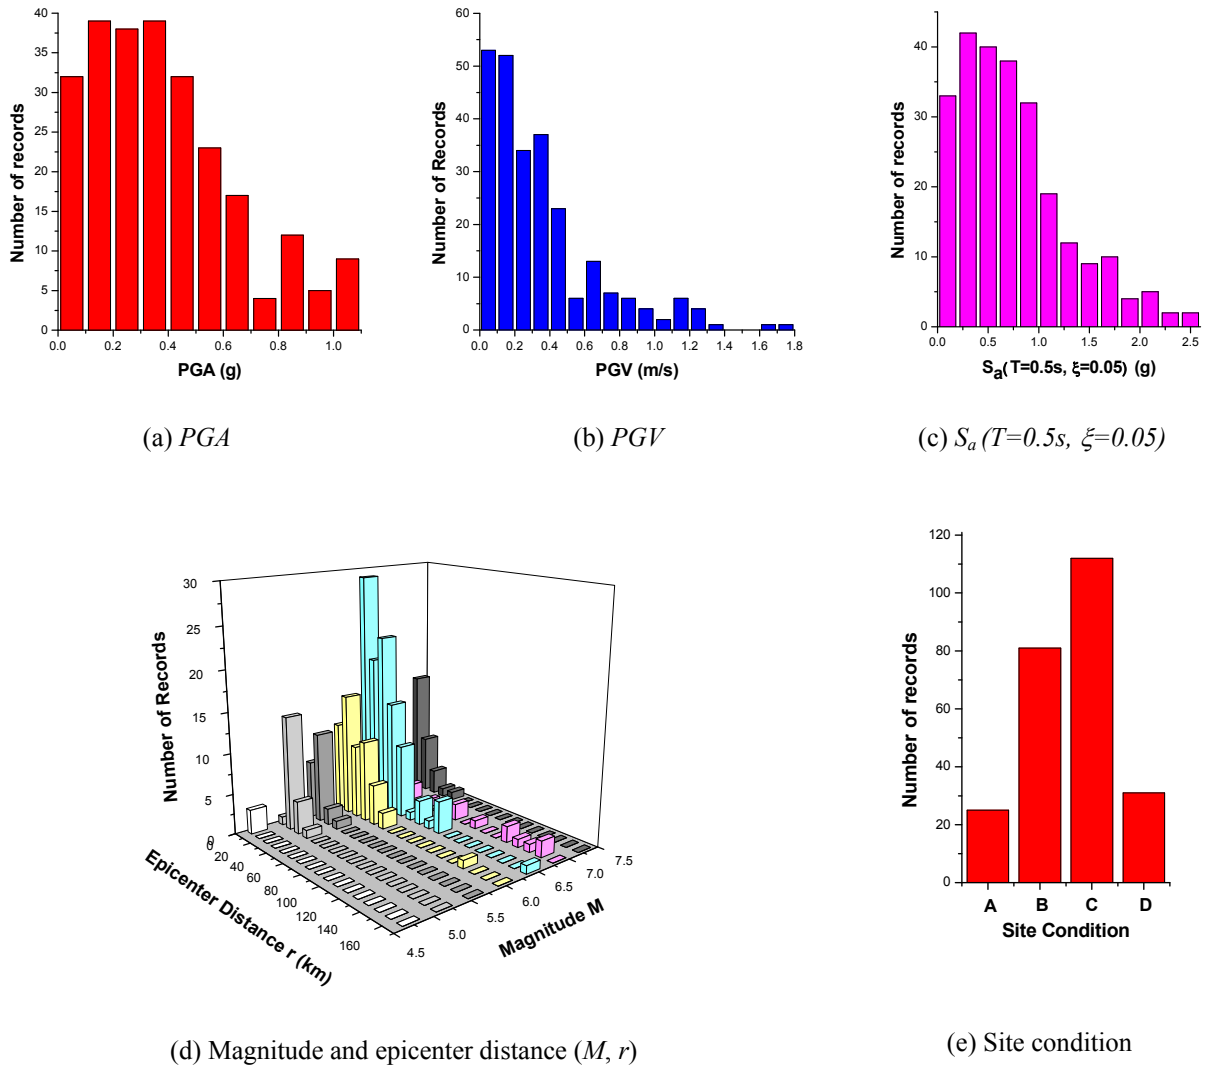 40
35
30
25
20
15
10
5
0
0.0 0.2 0.4 0.6 0.8 1.0
Number of records
PGA (g)
(a) PGA
60
50
40
30
20
10
0
0.0 0.2 0.4 0.6 0.8 1.0 1.2 1.4 1.6 1.8
Number of Records
PGV (m/s)
(b) PGV
40
30
20
10
0
0.0 0.5 1.0 1.5 2.0 2.5
Number of records
Sa(T=0.5s, ξ=0.05) (g)
(c) Sa (T=0.5s, ξ=0.05)
30
25
20
15
10
5
0
Number of Records
0 20 40 60 80 100 120 140 160
Epicenter Distance r (km)
4.5 5.0 5.5 6.0 6.5 7.0 7.5
Magnitude M
(d) Magnitude and epicenter distance (M, r)
120
100
80
60
40
20
0
Number of records
A B C D
Site Condition
(e) Site condition